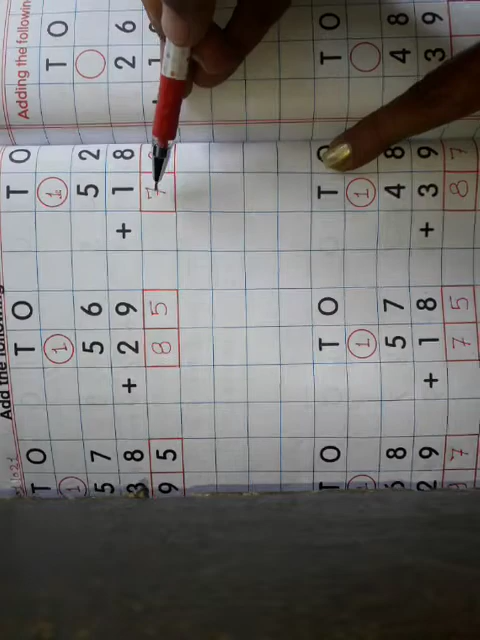 Add the
Adding the
T O T O T O T O
1 1 1
5 7 5 6 5 2 2 6
3 8 + 2 9 + 1 8
9 5 8 5 7
T O T O T T O
1 1 1
8 5 7 4 8 4 8
2 9 + 1 8 + 3 9 3 9
7 7 5 8 7